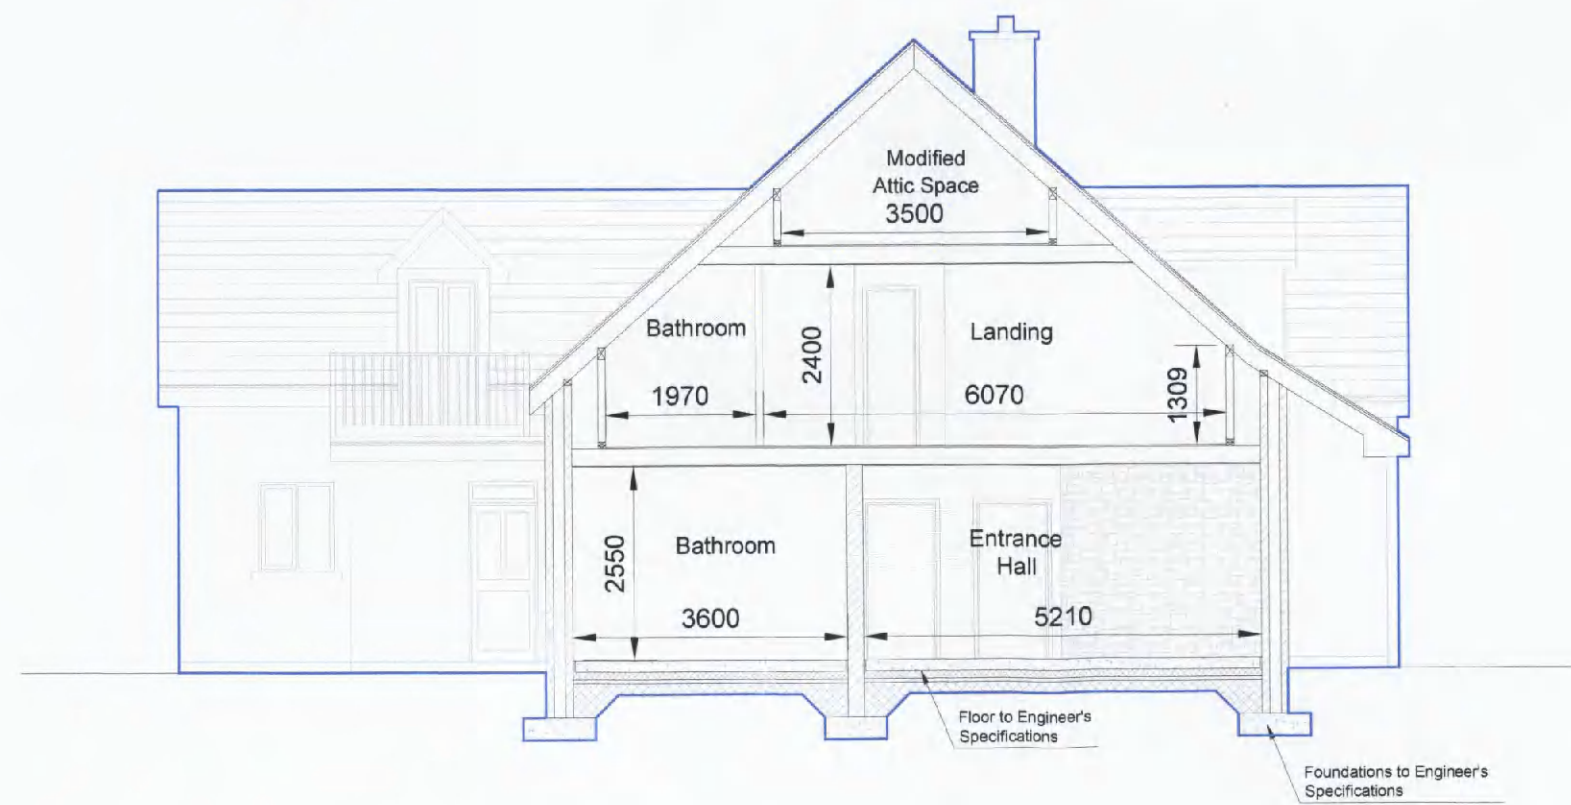 Modified
Attic Space
3500
Bathroom
2400
Landing
1970
6070
1309
2550
Bathroom
Entrance
Hall
3600
5210
Floor to Engineer's
Specifications
Foundations to Engineer's
Specifications